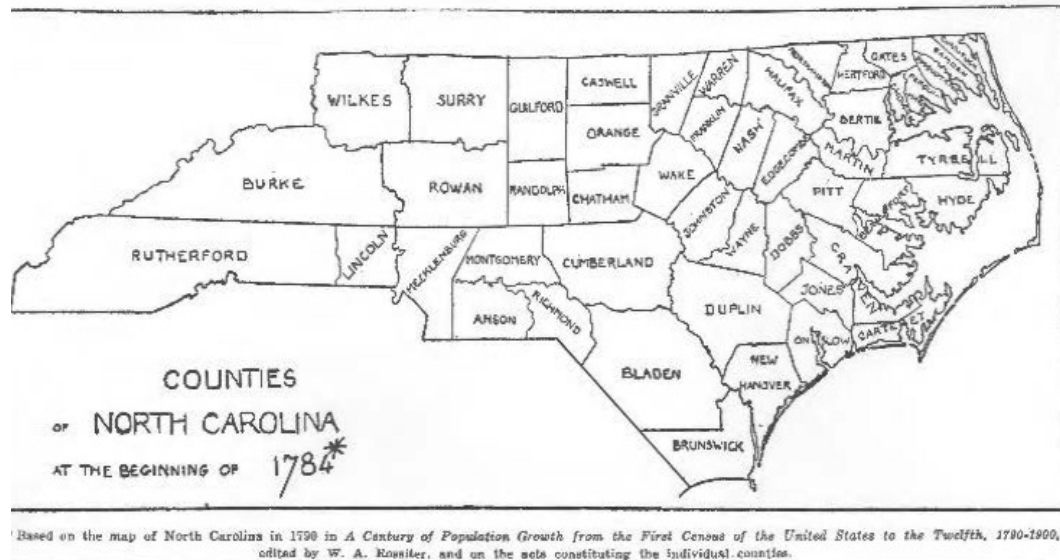 WILKES
SURRY
GUILFORD
CASWELL
GRANVILLE
WARREN
HALIFAX
NORTHAMPTON
HERTFORD
GATES
CAMDEN
ORANGE
FRANKLIN
NASH
EDGECOMBE
BERTIE
MARTIN
TYRRELL
BURKE
ROWAN
RANDOLPH
CHATHAM
WAKE
JOHNSTON
WAYNE
DOBBS
PITT
BEAUFORT
HYDE
RUTHERFORD
LINCOLN
MECKLENBURG
MONTGOMERY
CUMBERLAND
CRAVEN
JONES
ANSON
RICHMOND
DUPLIN
ONSLOW
CARTERET
BLADEN
NEW
HANOVER
BRUNSWICK
COUNTIES
OF NORTH CAROLINA
AT THE BEGINNING OF 1784*
Based on the map of North Carolina in 1790 in A Century of Population Growth from the First Census of the United States to the Twelfth, 1790-1900
edited by W. A. Rossiter, and on the acts constituting the individual counties.